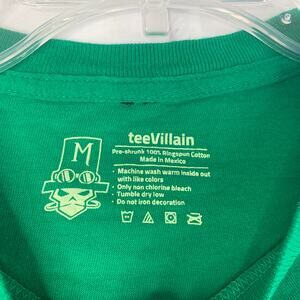 teeVillain
Pre-shrunk 100% Ringspun Cotton
Made in Mexico
M
• Machine wash warm inside out
with like colors
• Only non chlorine bleach
• Tumble dry low
• Do not iron decoration